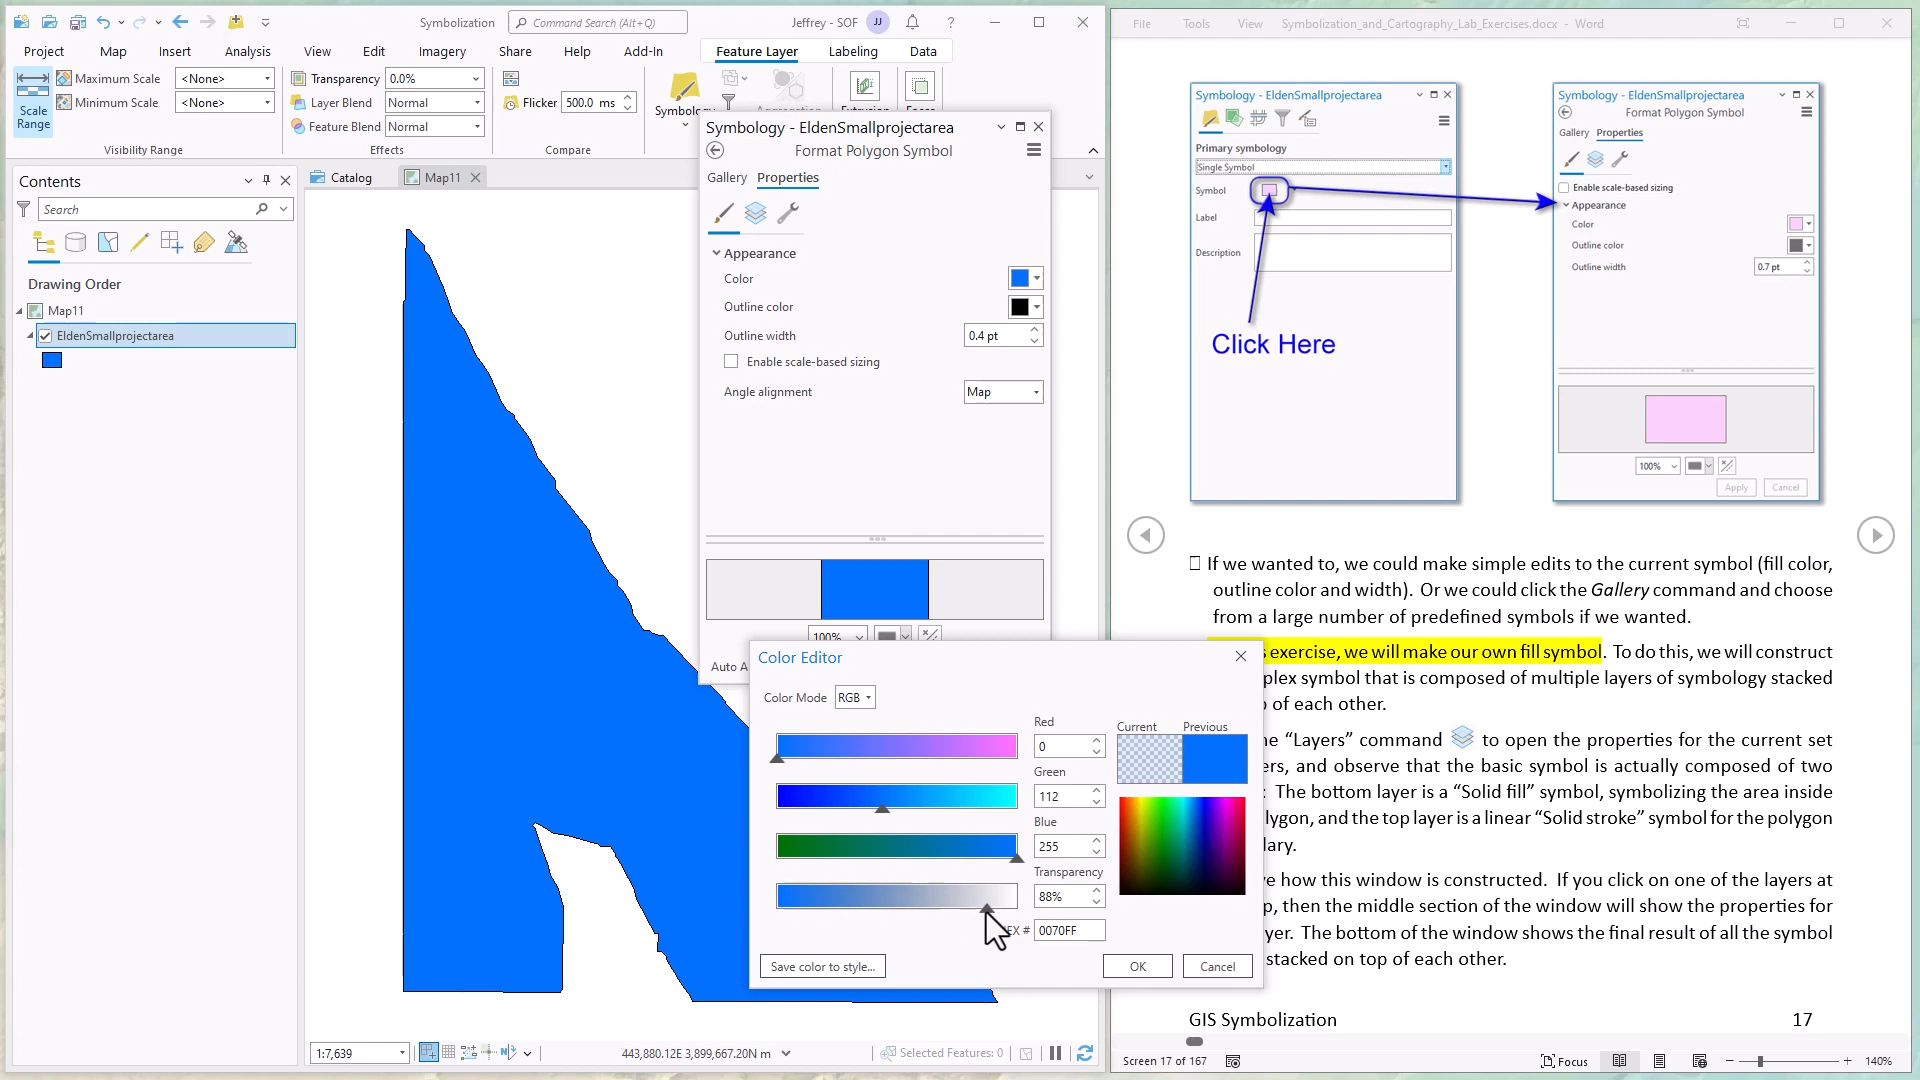 Symbolization
Command Search (Alt+Q)
Jeffrey - SOF
JJ
?
Project
Map
Insert
Analysis
View
Edit
Imagery
Share
Help
Add-In
Feature Layer
Labeling
Data
Scale
Range
Maximum Scale
<None>
Minimum Scale
<None>
Visibility Range
Transparency
0.0%
Layer Blend
Normal
Feature Blend
Normal
Effects
Flicker
500.0 ms
Compare
Contents
Search
Drawing Order
Map11
EldenSmallprojectarea
Catalog
Map11
1:7,639
443,880.12E 3,899,667.20N m
Selected Features: 0
Symbology - EldenSmallprojectarea
Format Polygon Symbol
Gallery
Properties
Appearance
Color
Outline color
Outline width
0.4 pt
Enable scale-based sizing
Angle alignment
Map
100%
Auto A
Color Editor
Color Mode
RGB
Red
0
Green
112
Blue
255
Transparency
88%
EX #
0070FF
Current
Previous
Save color to style...
OK
Cancel
File
Tools
View
Symbolization_and_Cartography_Lab_Exercises.docx - Word
Symbology - EldenSmallprojectarea
Primary symbology
Single Symbol
Symbol
Label
Description
Click Here
Symbology - EldenSmallprojectarea
Format Polygon Symbol
Gallery
Properties
Enable scale-based sizing
Appearance
Color
Outline color
Outline width
0.7 pt
100%
Apply
Cancel
If we wanted to, we could make simple edits to the current symbol (fill color,
outline color and width). Or we could click the Gallery command and choose
from a large number of predefined symbols if we wanted.
exercise, we will make our own fill symbol. To do this, we will construct
plex symbol that is composed of multiple layers of symbology stacked
of each other.
"Layers" command to open the properties for the current set
ers, and observe that the basic symbol is actually composed of two
: The bottom layer is a "Solid fill" symbol, symbolizing the area inside
lygon, and the top layer is a linear "Solid stroke" symbol for the polygon
lary.
ve how this window is constructed. If you click on one of the layers at
p, then the middle section of the window will show the properties for
yer. The bottom of the window shows the final result of all the symbol
stacked on top of each other.
GIS Symbolization
17
Screen 17 of 167
Focus
140%